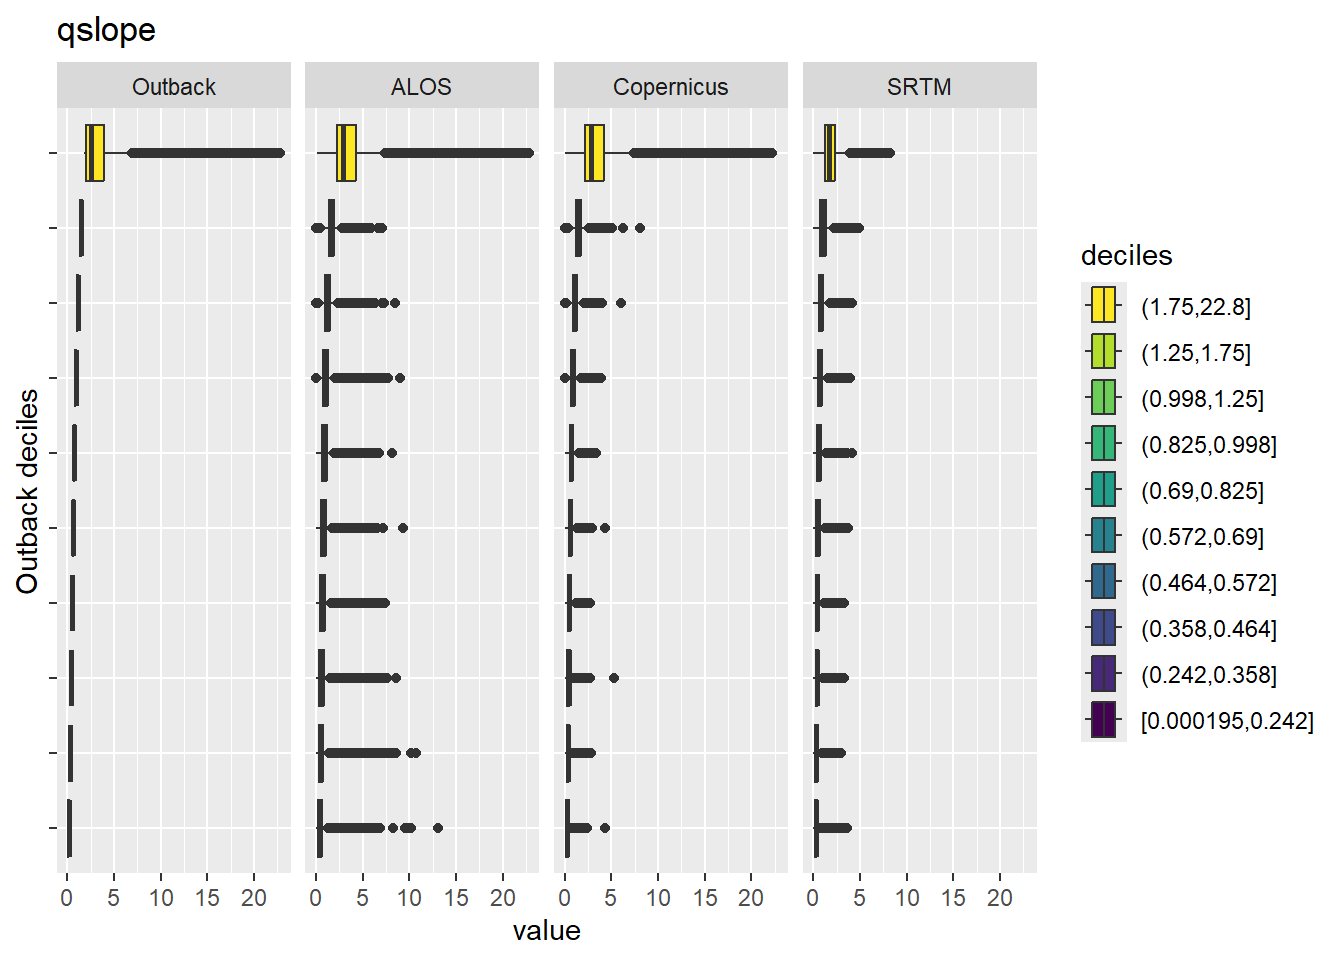 qslope
Outback ALOS Copernicus SRTM
Outback deciles
0 5 10 15 20 0 5 10 15 20 0 5 10 15 20 0 5 10 15 20
value
deciles
(1.75,22.8]
(1.25,1.75]
(0.998,1.25]
(0.825,0.998]
(0.69,0.825]
(0.572,0.69]
(0.464,0.572]
(0.358,0.464]
(0.242,0.358]
[0.000195,0.242]